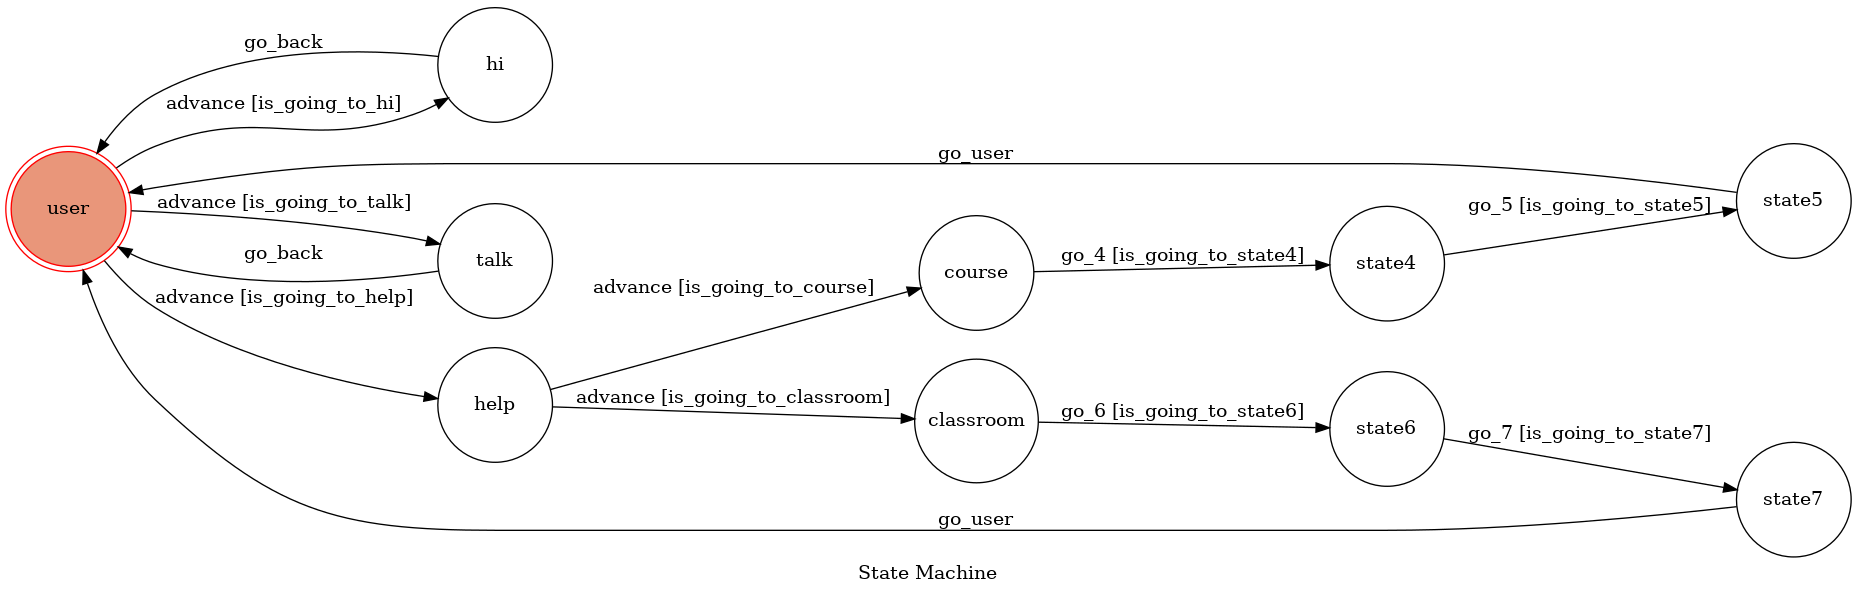 go_back
hi
advance [is_going_to_hi]
go_user
user
advance [is_going_to_talk]
go_5 [is_going_to_state5]
state5
go_back
talk
go_4 [is_going_to_state4]
state4
advance [is_going_to_help]
advance [is_going_to_course]
course
help
advance [is_going_to_classroom]
classroom
go_6 [is_going_to_state6]
state6
go_7 [is_going_to_state7]
state7
go_user
State Machine